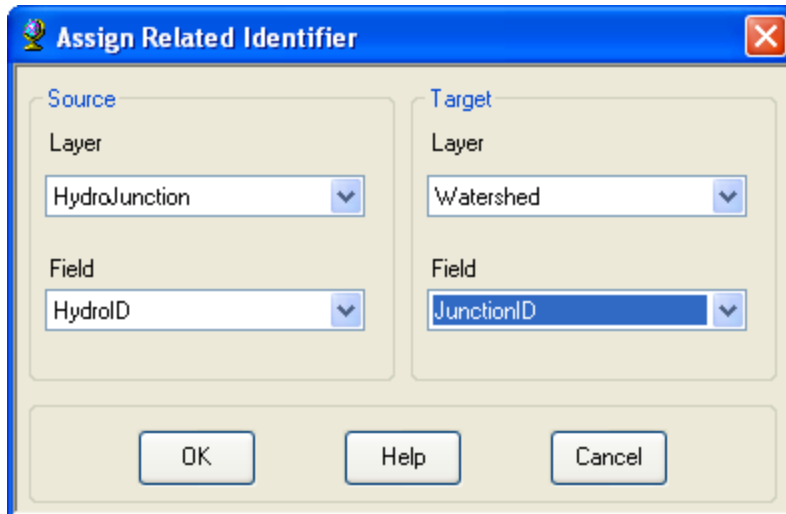 Assign Related Identifier
Source
Target
Layer
Layer
HydroJunction
Watershed
Field
Field
HydroID
JunctionID
OK
Help
Cancel